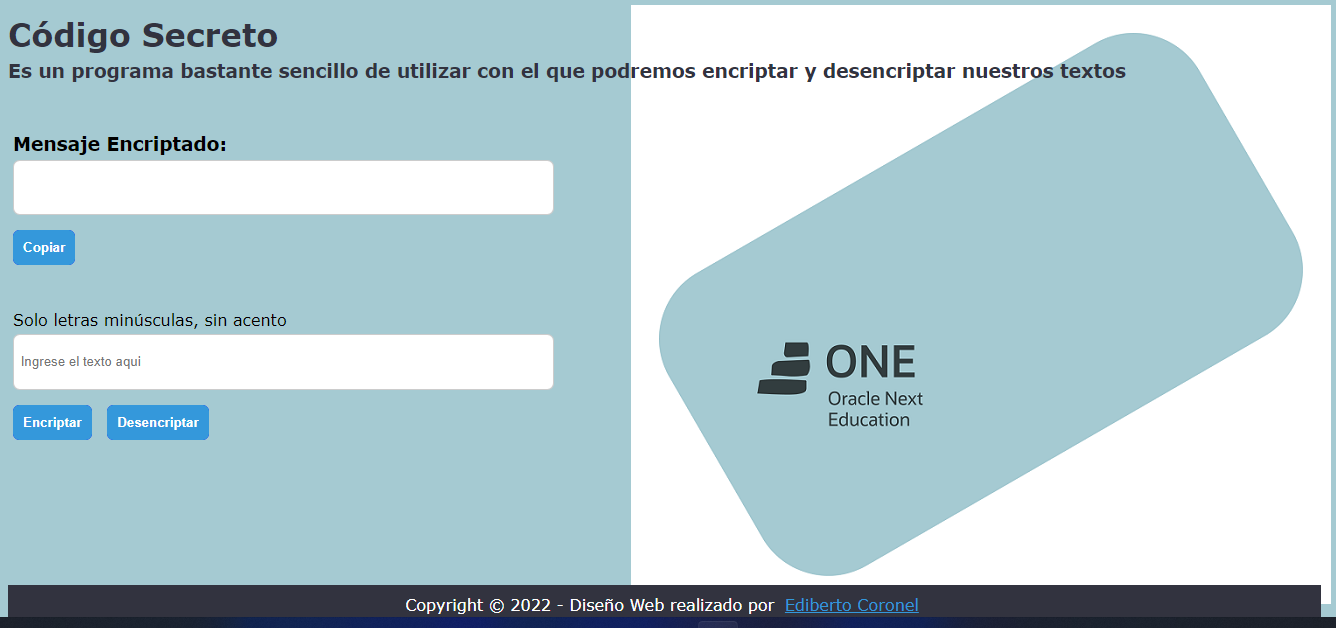 Código Secreto
Es un programa bastante sencillo de utilizar con el que podremos encriptar y desencriptar nuestros textos
Mensaje Encriptado:
Copiar
Solo letras minúsculas, sin acento
Ingrese el texto aqui
Encriptar Desencriptar
ONE
Oracle Next
Education
Copyright © 2022 - Diseño Web realizado por Ediberto Coronel